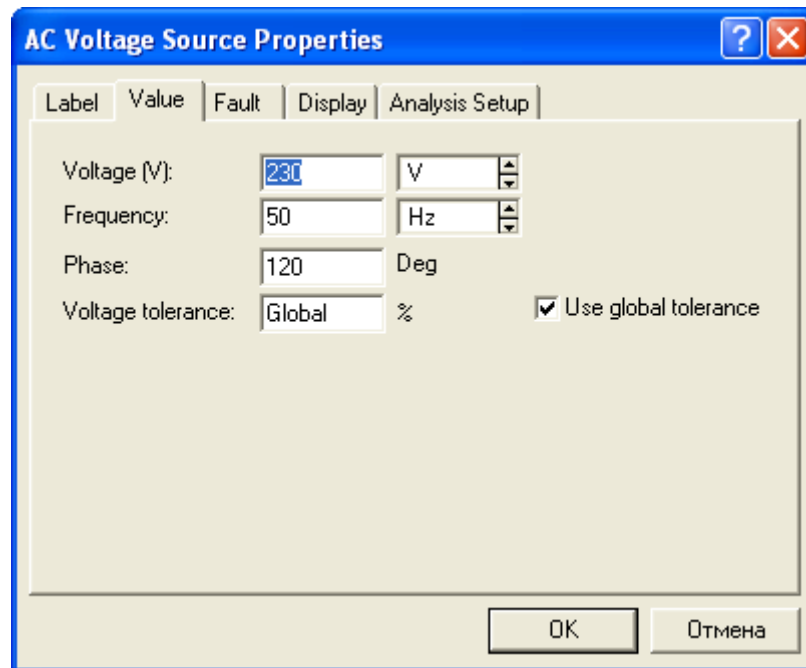 AC Voltage Source Properties
Label Value Fault Display Analysis Setup
Voltage (V): 230 V
Frequency: 50 Hz
Phase: 120 Deg
Voltage tolerance: Global % Use global tolerance
OK Отмена